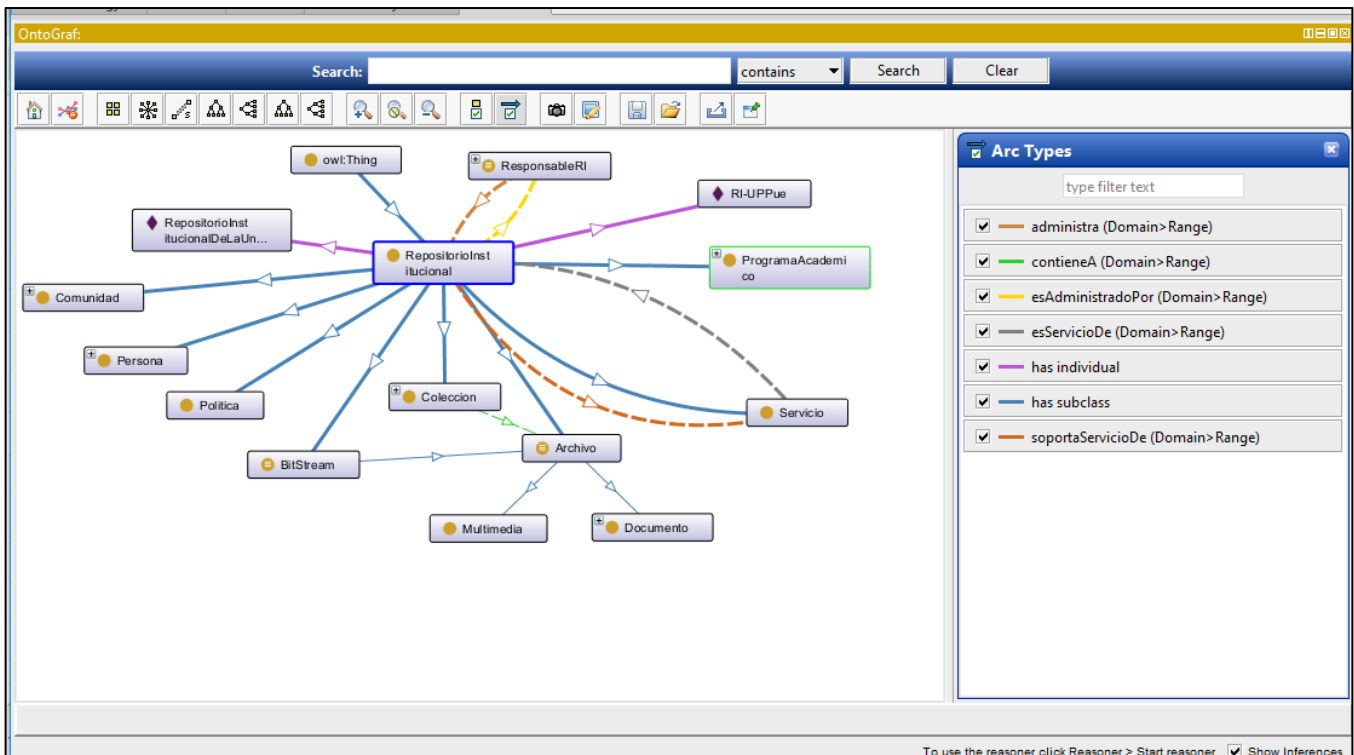 OntoGraf:
Search:
contains
Search
Clear
owl:Thing
ResponsableRI
RI-UPPue
RepositorioInst
itucionalDeLaUn...
RepositorioInst
itucional
ProgramaAcademi
co
Comunidad
Persona
Politica
Coleccion
Servicio
Archivo
BitStream
Multimedia
Documento
Arc Types
type filter text
administra (Domain>Range)
contieneA (Domain>Range)
esAdministradoPor (Domain>Range)
esServicioDe (Domain>Range)
has individual
has subclass
soportaServicioDe (Domain>Range)
To use the reasoner click Reasoner > Start reasoner
Show Inferences